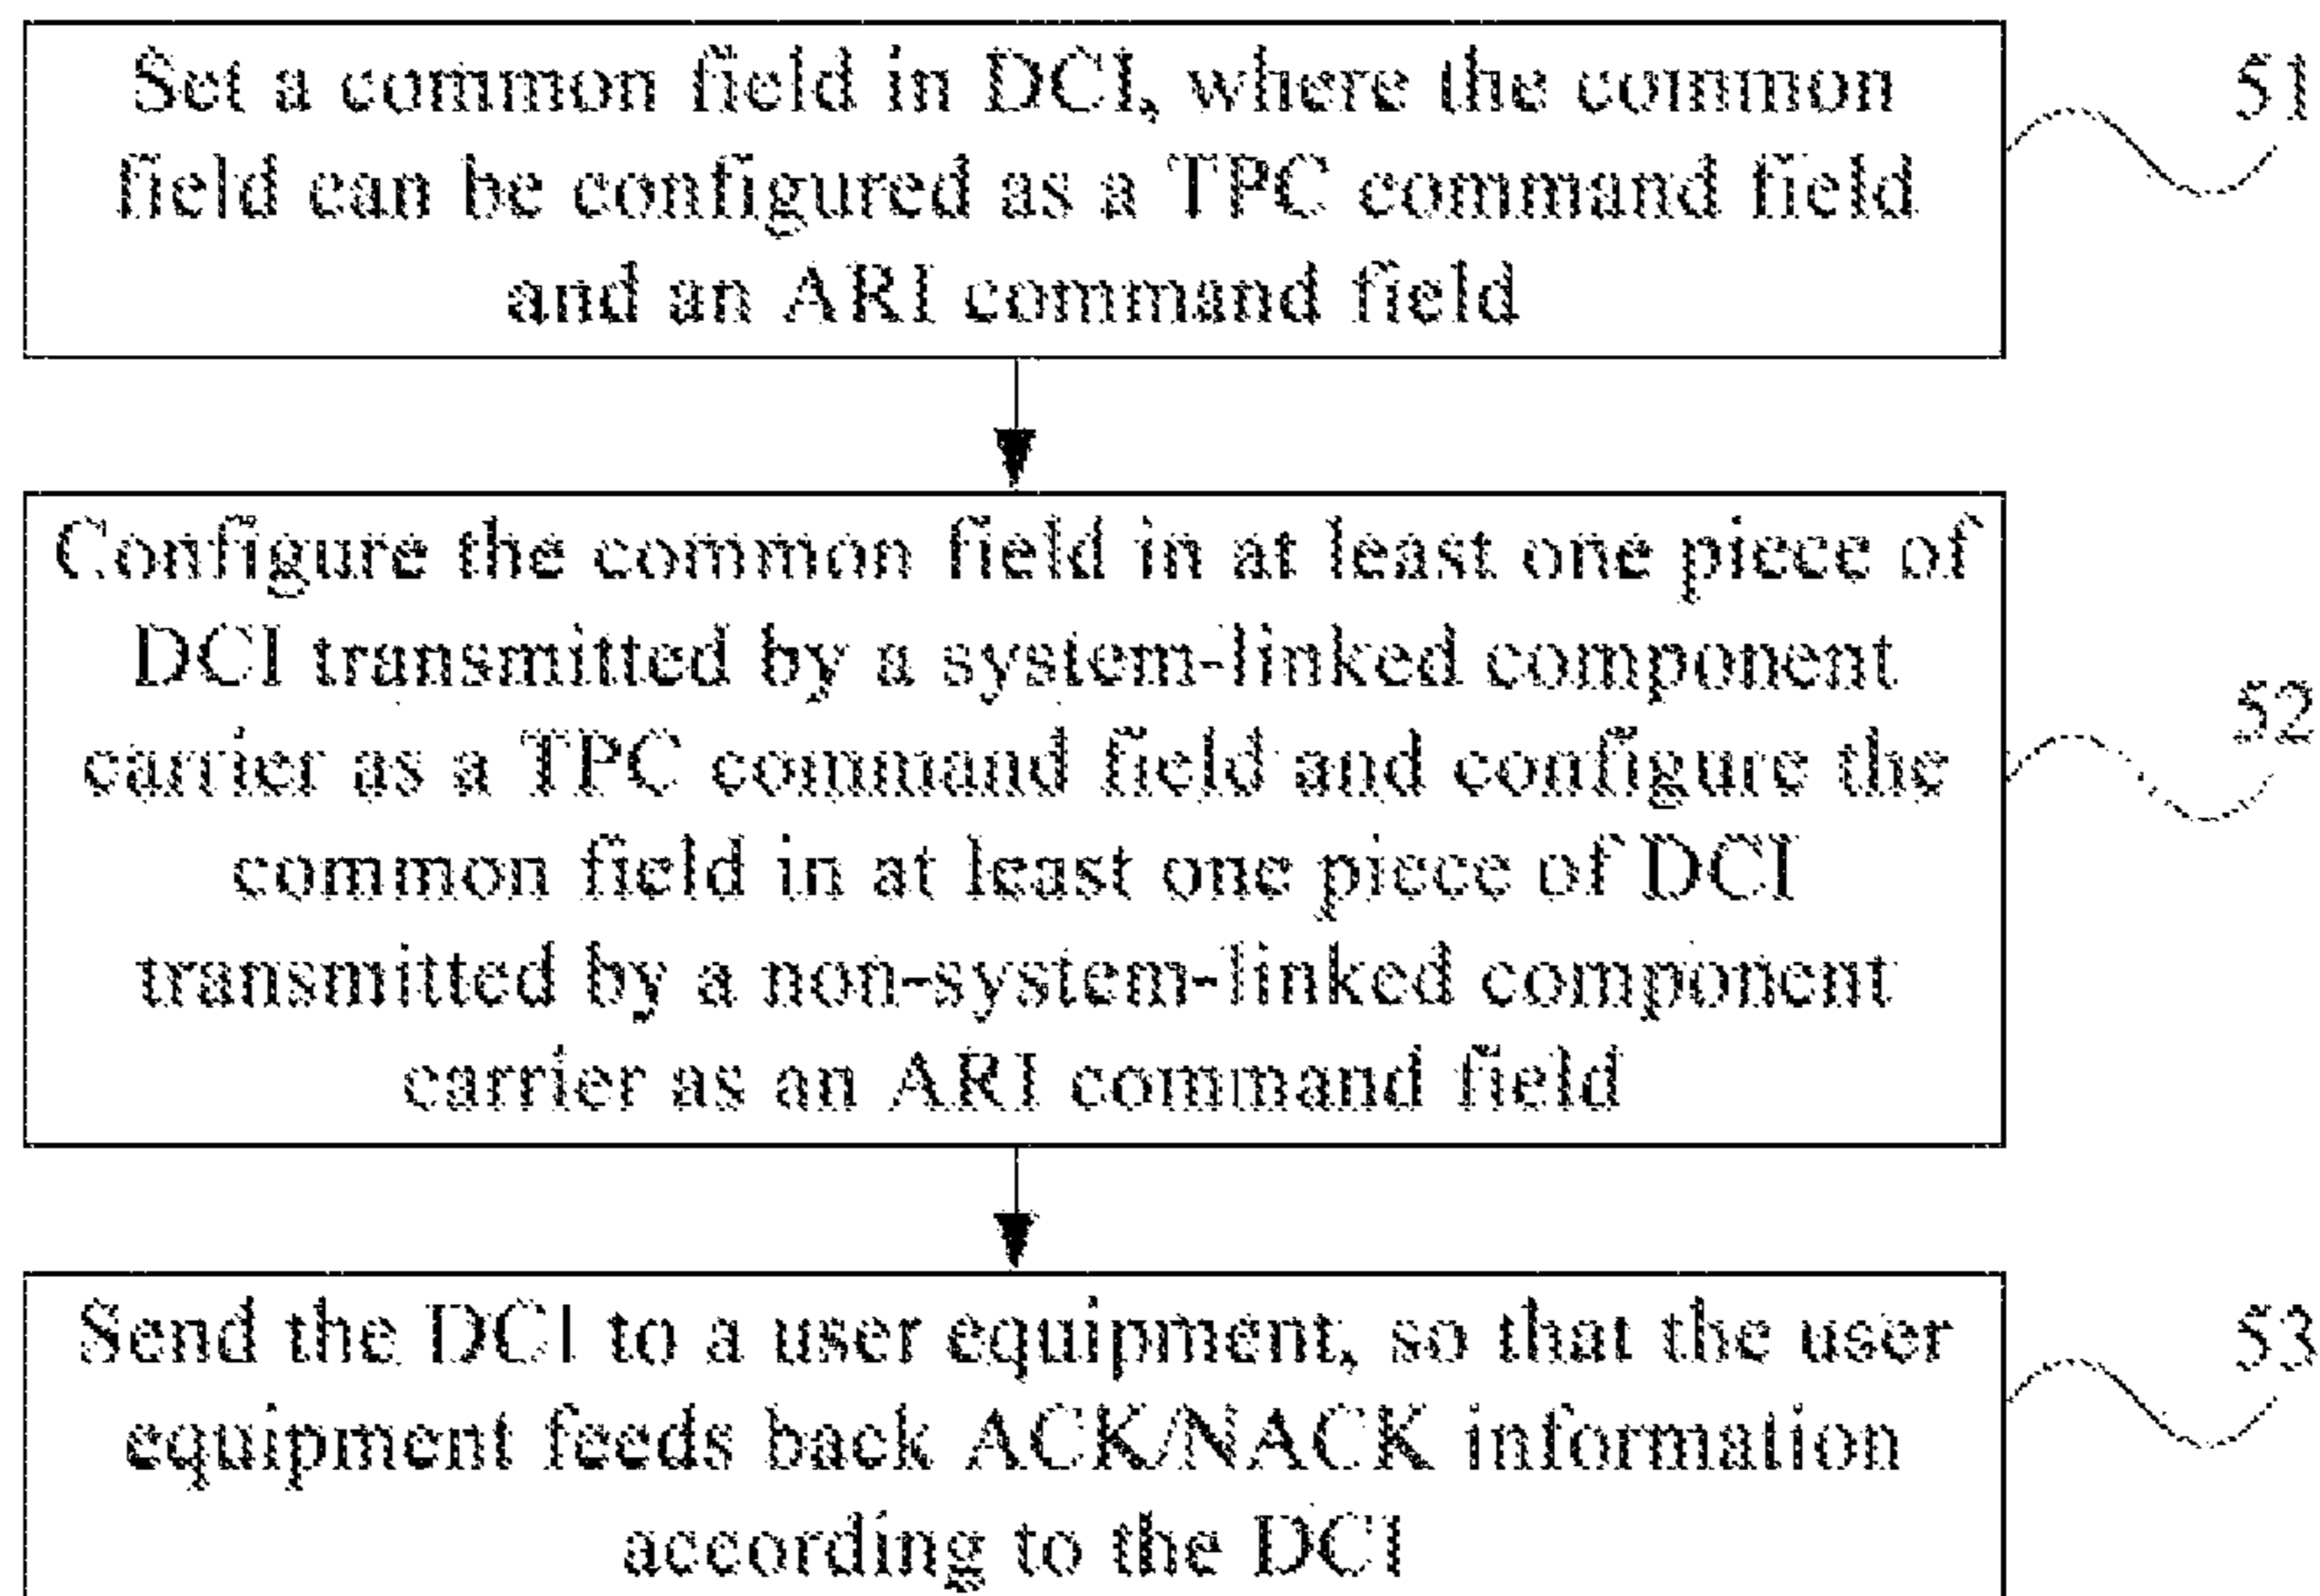 Set a common field in DCI, where the common
field can be configured as a TPC command field
and an ARI command field
51
Configure the common field in at least one piece of
DCI transmitted by a system-linked component
carrier as a TPC command field and configure the
common field in at least one piece of DCI
transmitted by a non-system-linked component
carrier as an ARI command field
52
Send the DCI to a user equipment, so that the user
equipment feeds back ACK/NACK information
according to the DCI
53